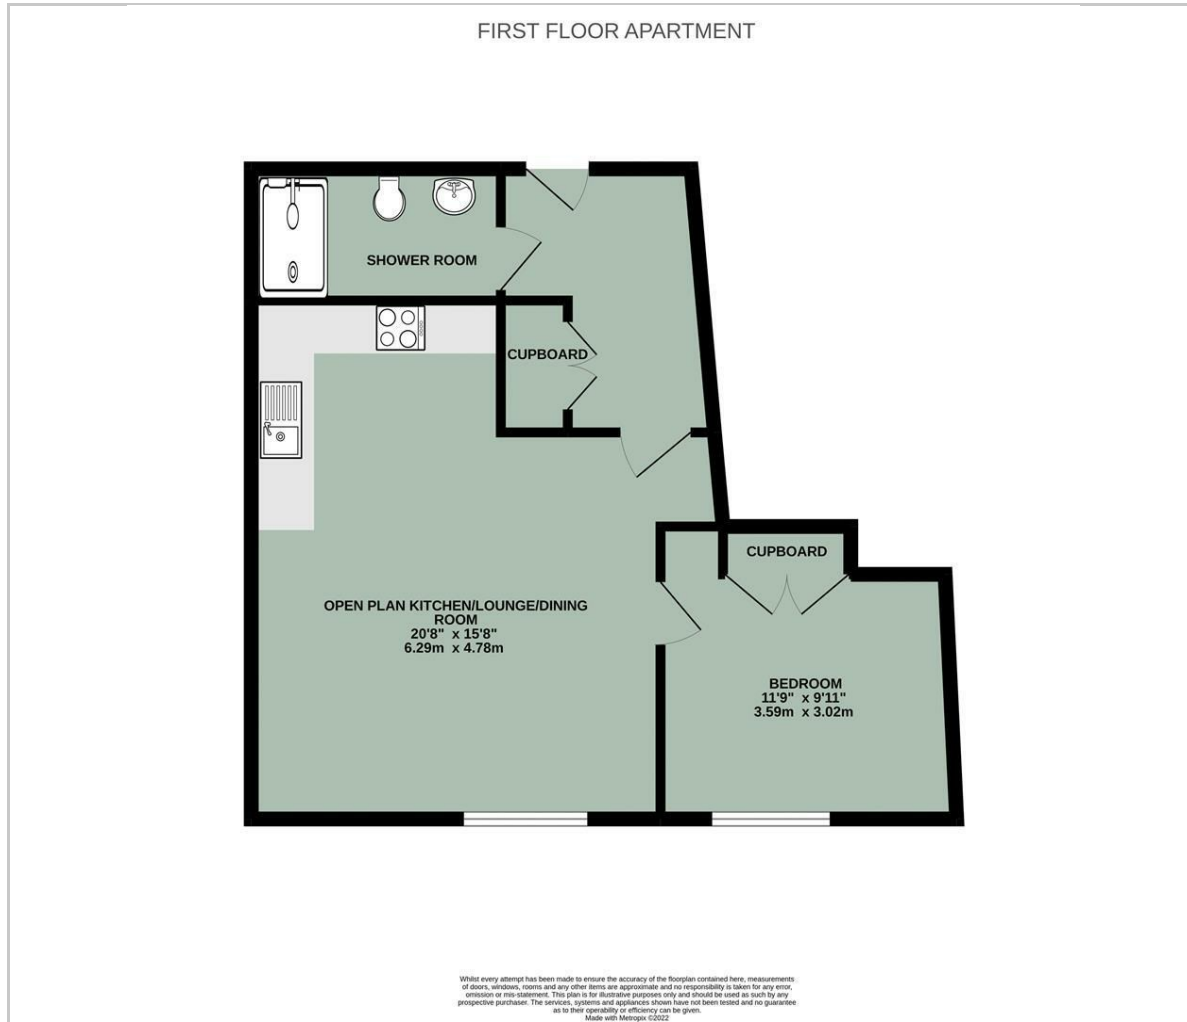 FIRST FLOOR APARTMENT
SHOWER ROOM
CUPBOARD
CUPBOARD
OPEN PLAN KITCHEN/LOUNGE/DINING
ROOM
20'8" x 15'8"
6.29m x 4.78m
BEDROOM
11'9" x 9'11"
3.59m x 3.02m
Whilst every attempt has been made to ensure the accuracy of the floorplan contained here, measurements
of doors, windows, rooms and any other items are approximate and no responsibility is taken for any error,
omission or mis-statement. This plan is for illustrative purposes only and should be used as such by any
prospective purchaser. The services, systems and appliances shown have not been tested and no guarantee
as to their operability or efficiency can be given.
Made with Metropix ©2022